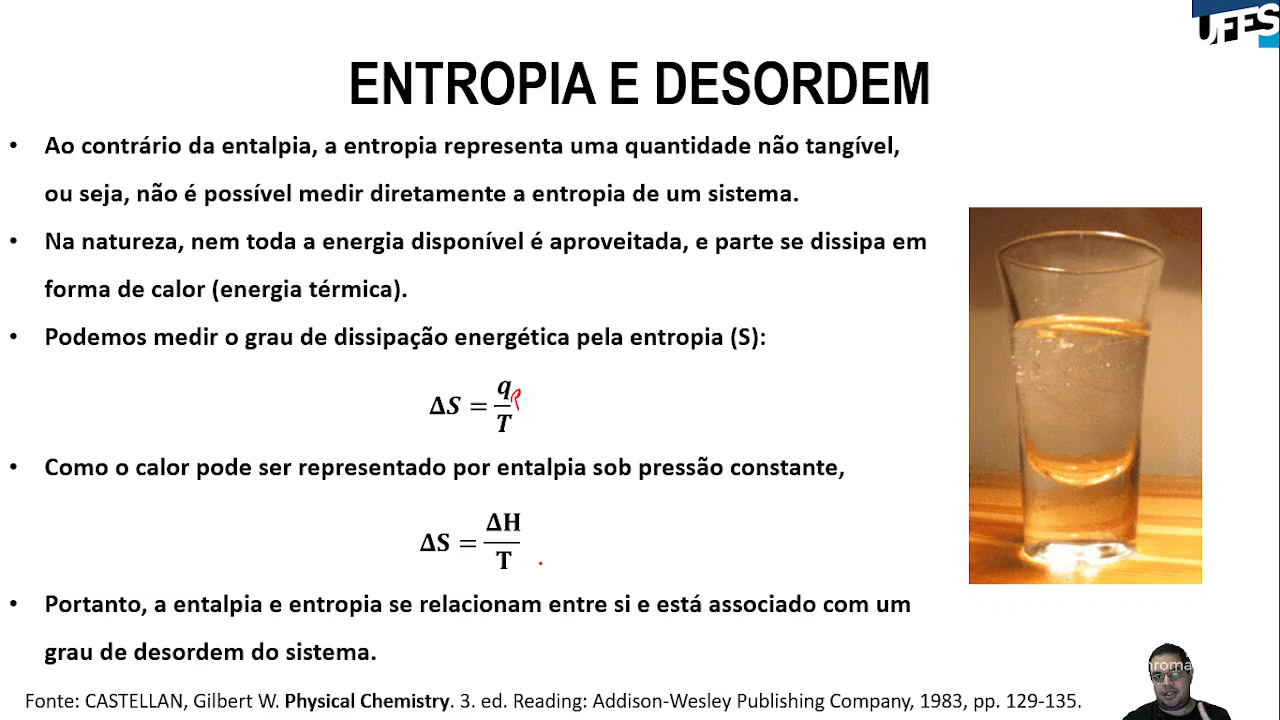 UFES
ENTROPIA E DESORDEM
• Ao contrário da entalpia, a entropia representa uma quantidade não tangível,
ou seja, não é possível medir diretamente a entropia de um sistema.
• Na natureza, nem toda a energia disponível é aproveitada, e parte se dissipa em
forma de calor (energia térmica).
• Podemos medir o grau de dissipação energética pela entropia (S):
ΔS = q/T
R
• Como o calor pode ser representado por entalpia sob pressão constante,
ΔS = ΔH/T
• Portanto, a entalpia e entropia se relacionam entre si e está associado com um
grau de desordem do sistema.
Fonte: CASTELLAN, Gilbert W. Physical Chemistry. 3. ed. Reading: Addison-Wesley Publishing Company, 1983, pp. 129-135.